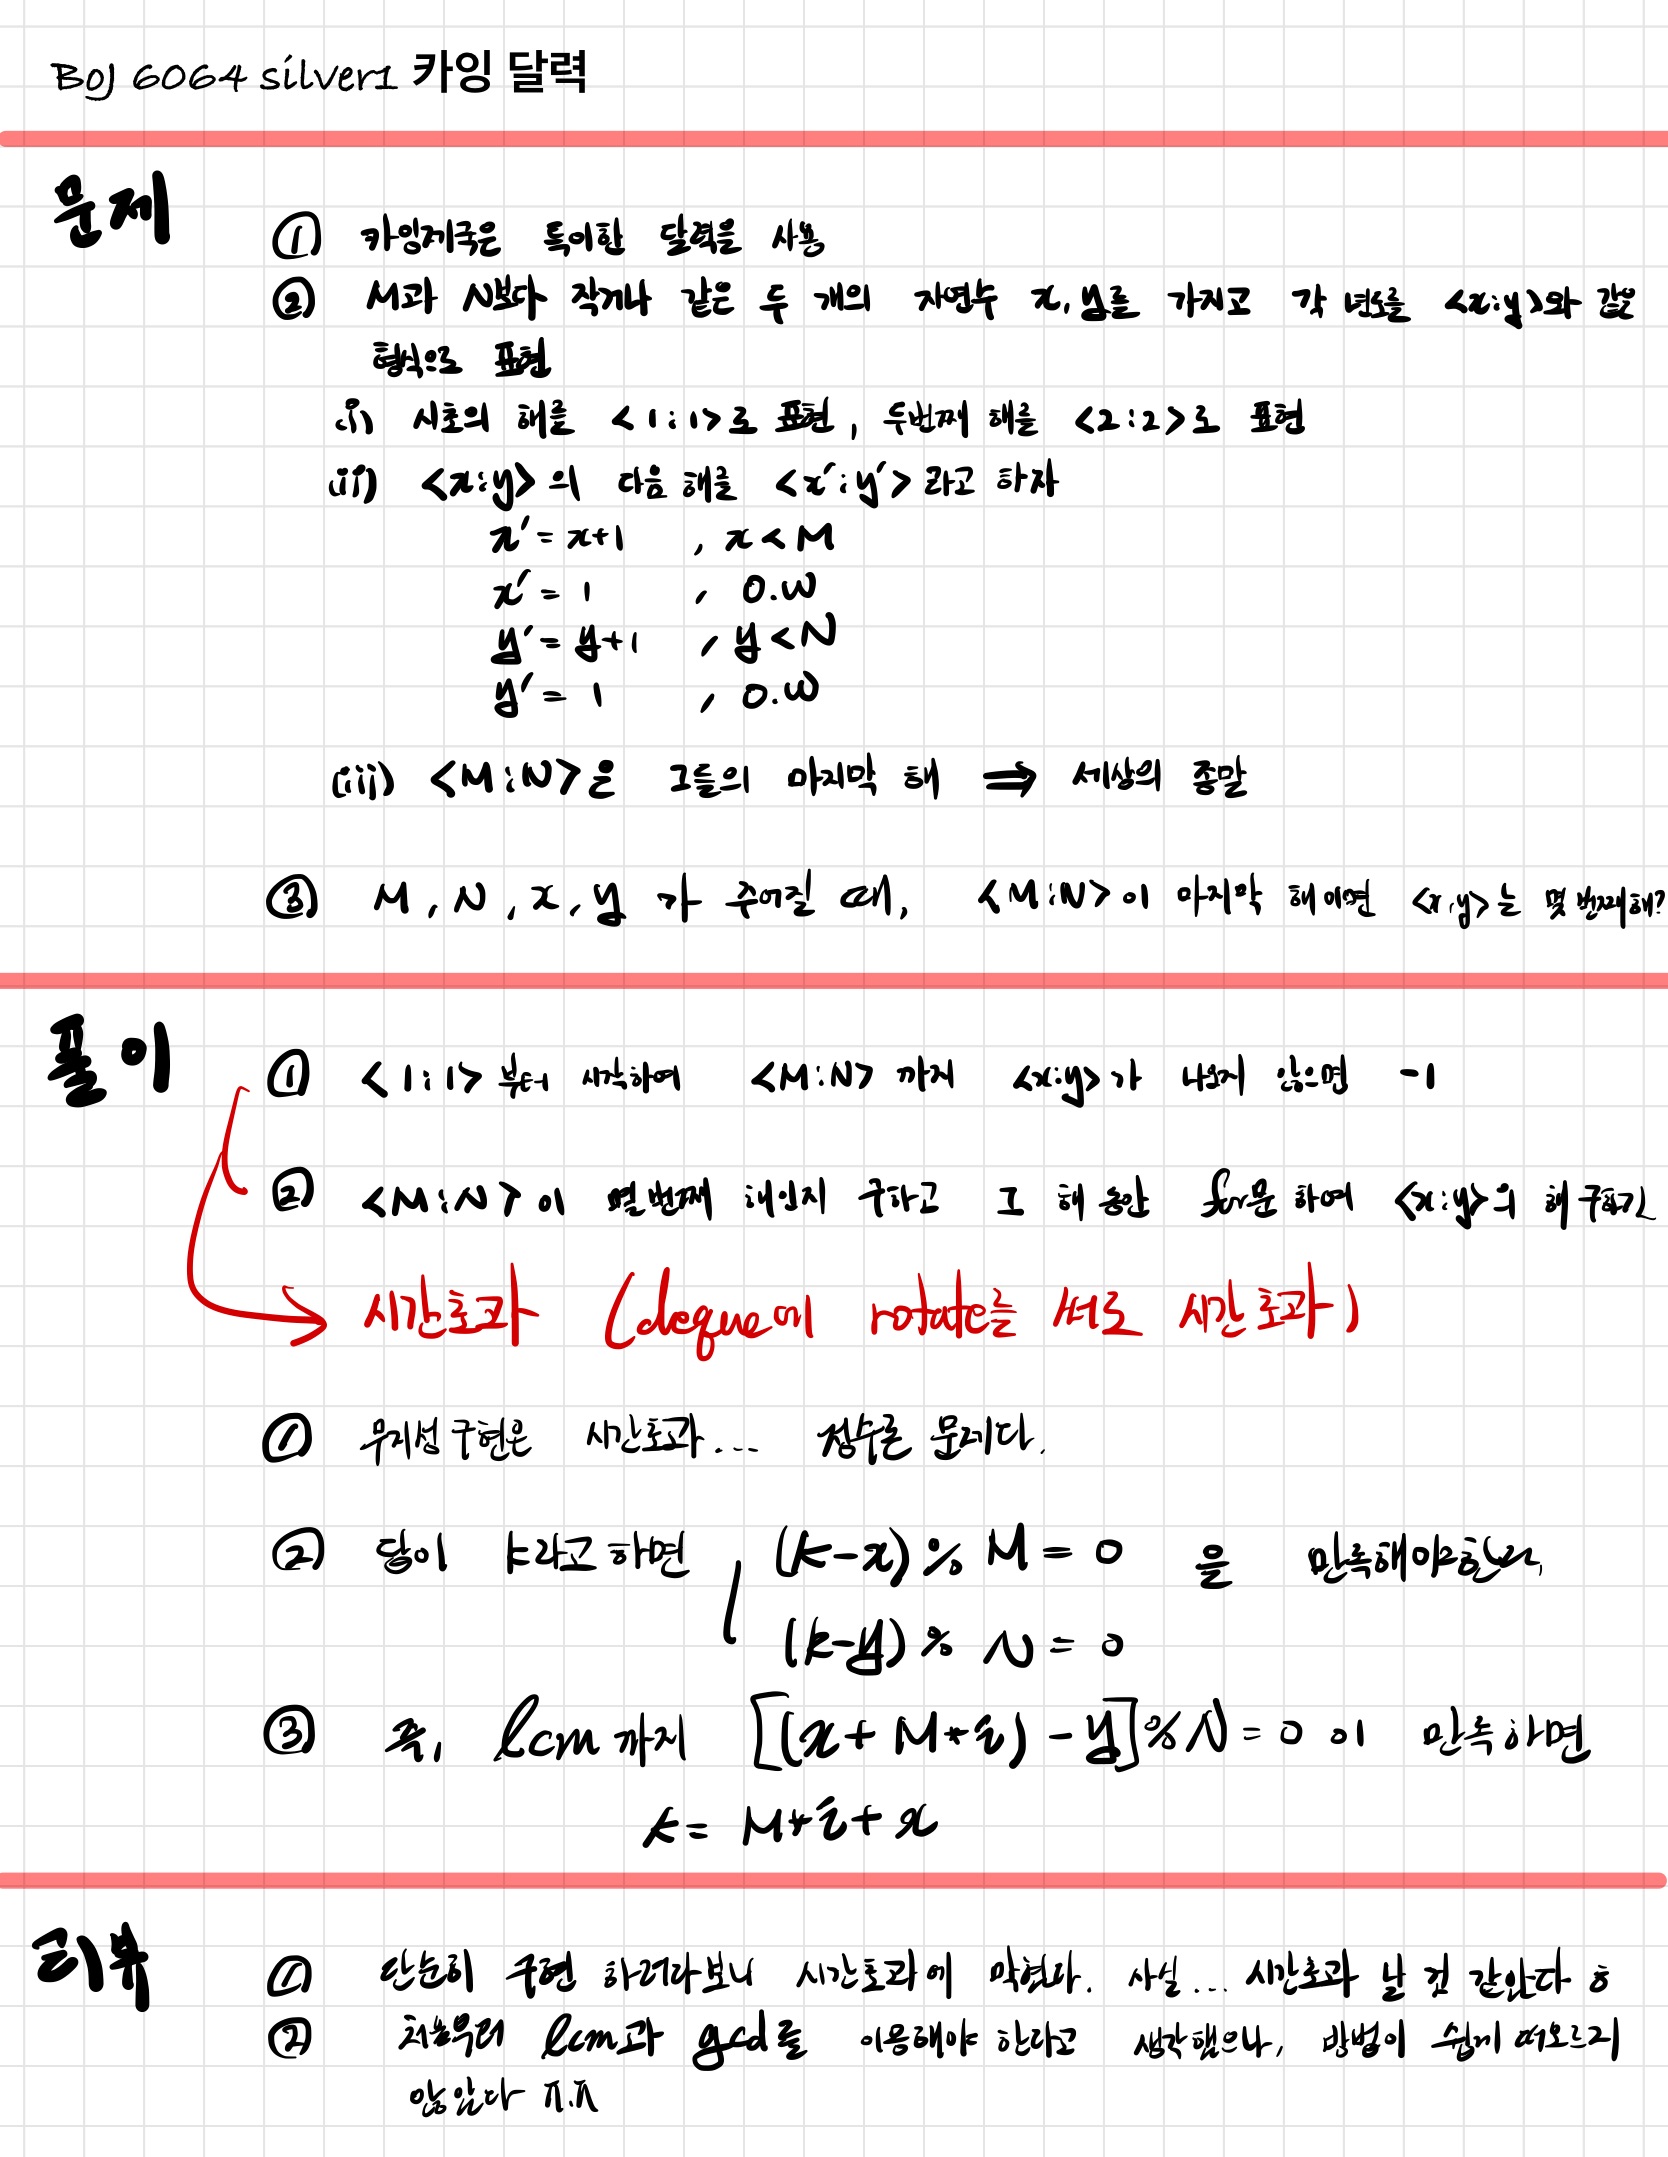 BOJ 6064 silver1 카잉 달력
문제
① 카잉제국은 특이한 달력을 사용
② M과 N보다 작거나 같은 두 개의 자연수 x, y를 가지고 각 년도를 <x:y>와 같은
형식으로 표현
(i) 시초의 해를 <1:1>로 표현, 두번째 해를 <2:2>로 표현
(ii) <x:y>의 다음 해를 <x':y'>라고 하자
x' = x+1 , x<M
x' = 1 , o.w
y' = y+1 , y<N
y' = 1 , o.w
(iii) <M:N>은 그들의 마지막 해 ⇒ 세상의 종말
③ M, N, x, y가 주어질 때, <M:N>이 마지막 해이면 <x,y>는 몇 번째 해?
풀이
① <1:1>부터 시작하여 <M:N>까지 <x:y>가 나오지 않으면 -1
② <M:N>이 몇 번째 해인지 구하고 그 해 동안 for문 하여 <x:y>의 해 구하기
시간초과 (deque에 rotate를 써도 시간초과)
① 무지성 구현은 시간초과... 정수론 문제다.
② 답이 k라고 하면 (k-x)%M=0 을 만족해야한다.
(k-y)%N=0
③ 즉, lcm까지 [(x+M*i)-y]%N=0이 만족하면
k= M*i+x
리뷰
① 단순히 구현 하려다보니 시간초과에 막혔다. 사실... 시간초과 날 것 같았다 ㅎ
② 처음부터 lcm과 gcd를 이용해야 한다고 생각했으나, 방법이 쉽게 떠오르지
않았다 ㅠ.ㅠ